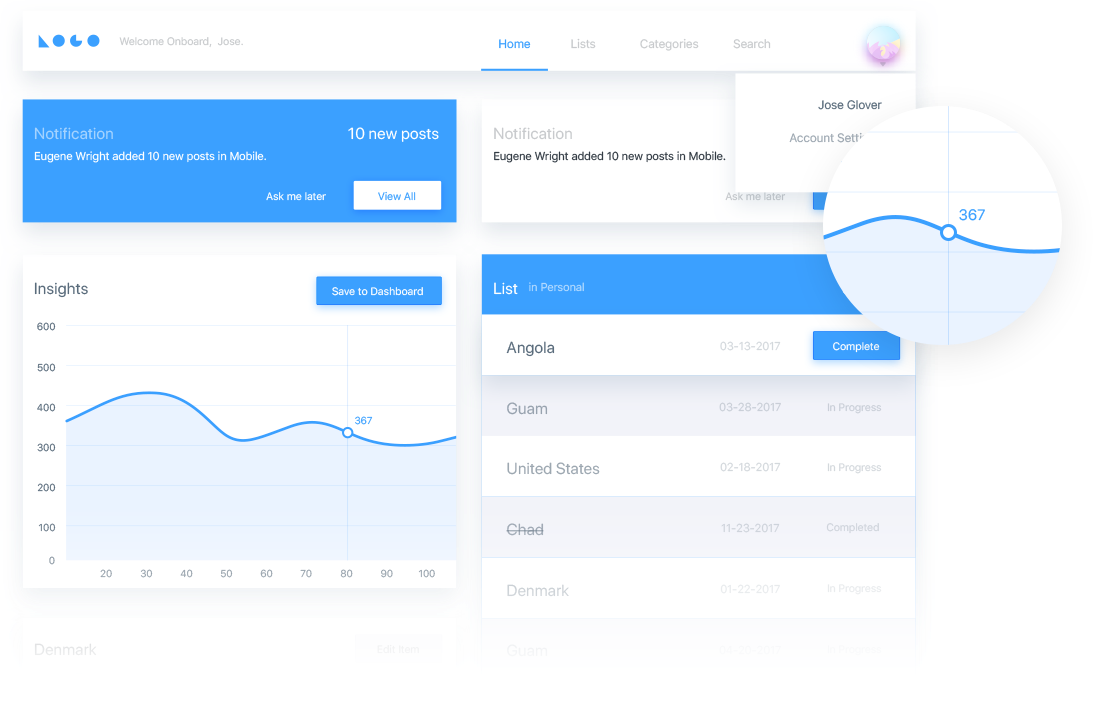 LOGO
Welcome Onboard, Jose.
Home
Lists
Categories
Search
Jose Glover
Account Setti
Notification
10 new posts
Eugene Wright added 10 new posts in Mobile.
Ask me later
View All
Notification
Eugene Wright added 10 new posts in Mobile.
Ask me later
367
Insights
Save to Dashboard
600
500
400
300
200
100
0
367
20 30 40 50 60 70 80 90 100
List in Personal
Angola 03-13-2017 Complete
Guam 03-28-2017 In Progress
United States 02-18-2017 In Progress
Chad 11-23-2017 Completed
Denmark 01-22-2017 In Progress
Guam
Denmark
Edit Item